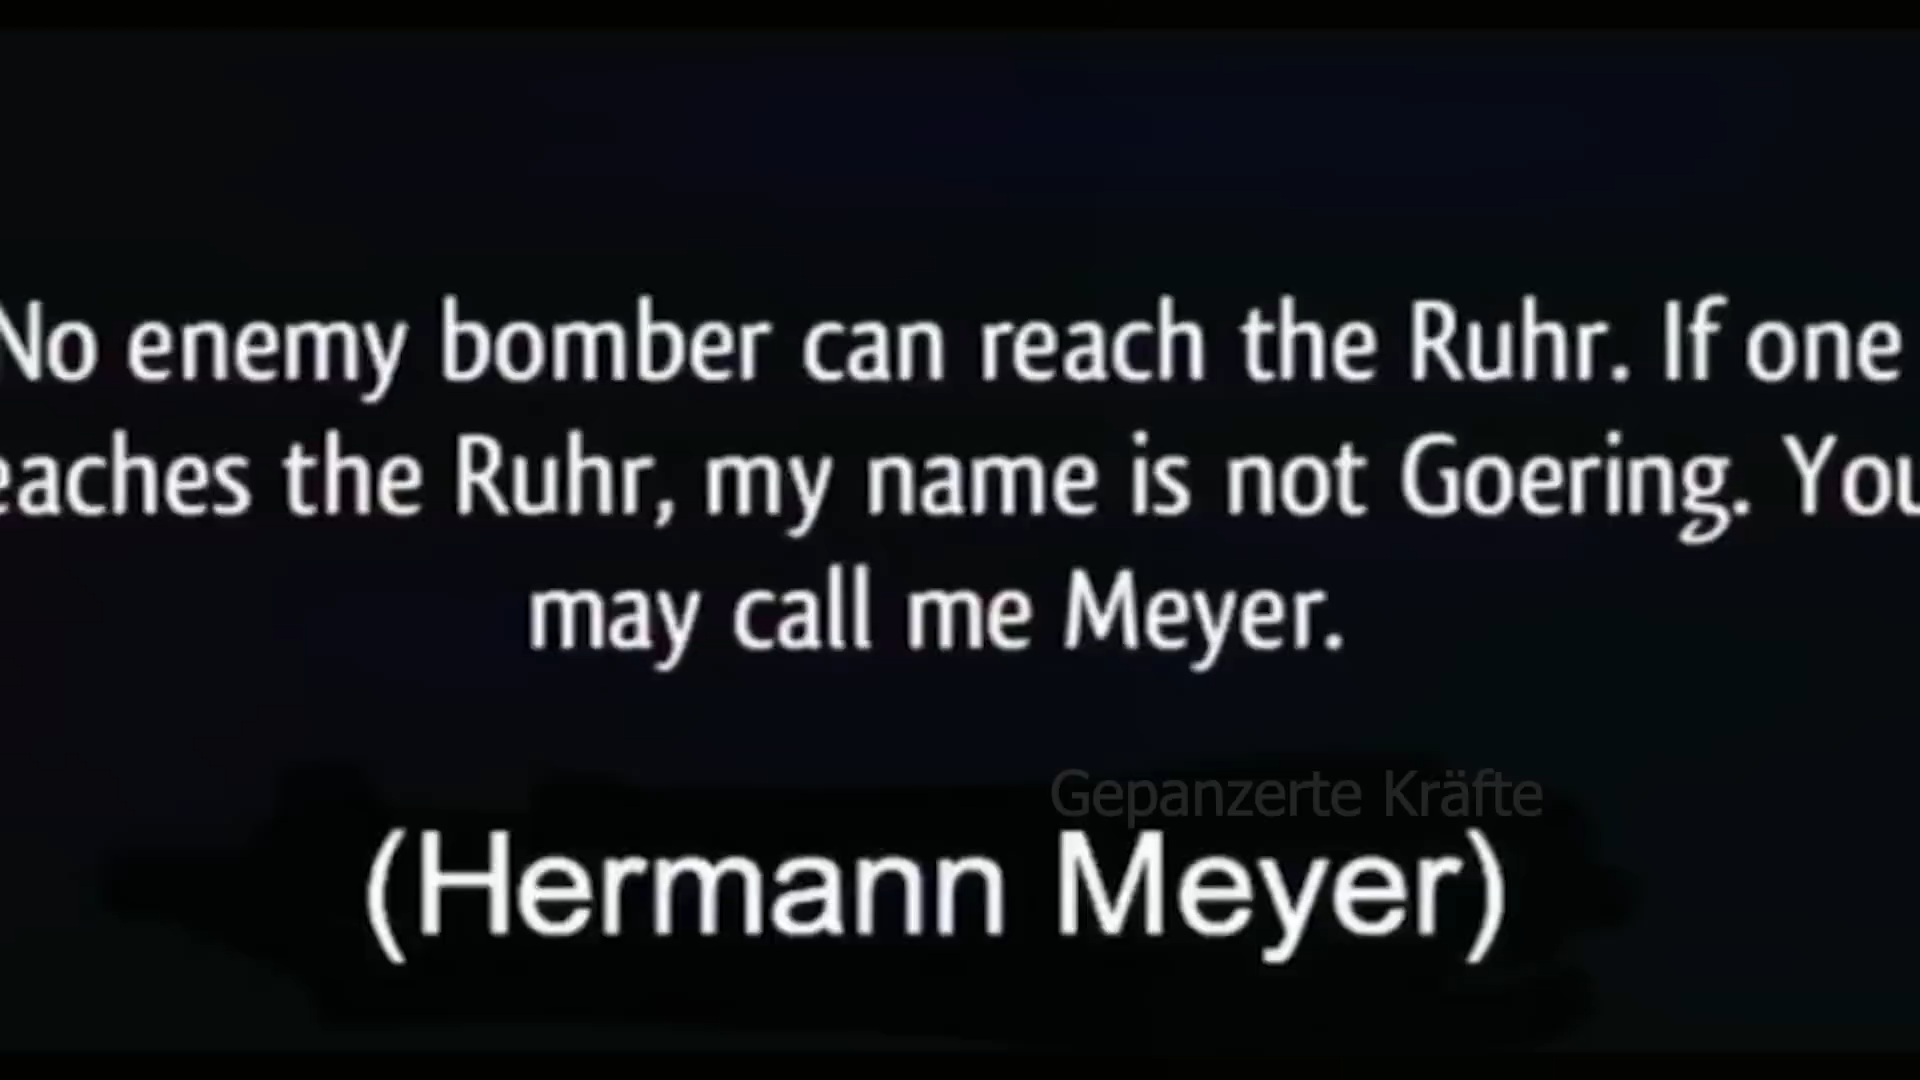 No enemy bomber can reach the Ruhr. If one
eaches the Ruhr, my name is not Goering. You
may call me Meyer.
Gepanzerte Kräfte
(Hermann Meyer)